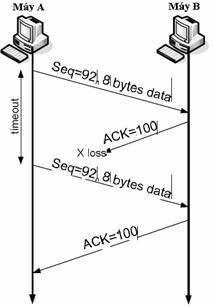 Máy A Máy B
Seq=92, 8 bytes data
ACK=100
timeout
X loss
Seq=92, 8 bytes data
ACK=100